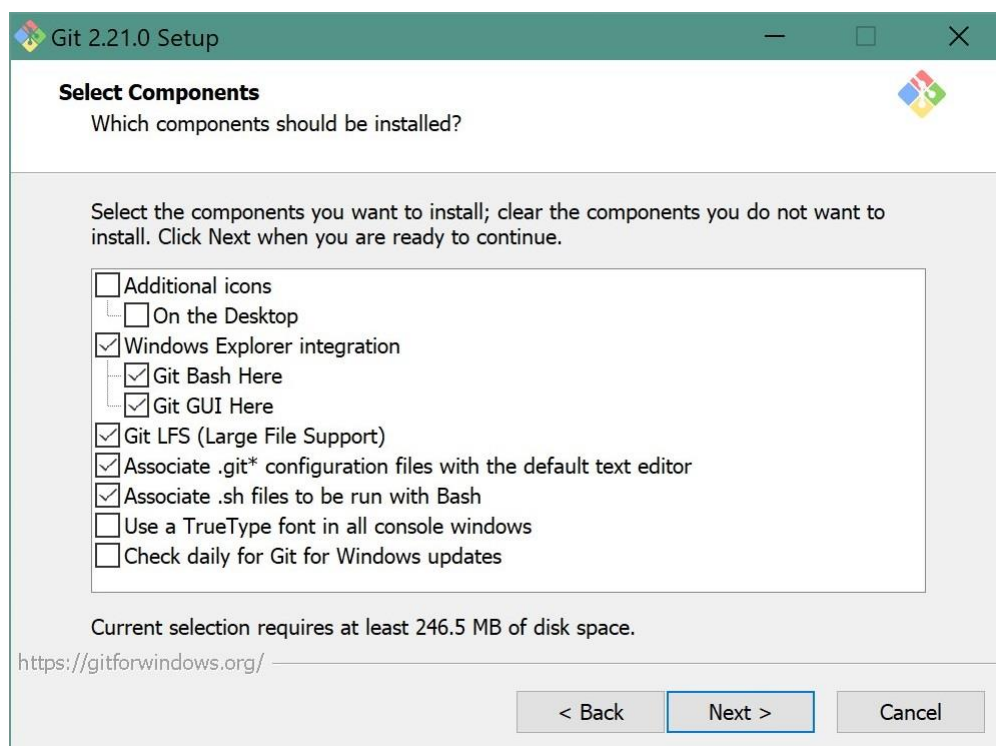 Git 2.21.0 Setup
Select Components
Which components should be installed?
Select the components you want to install; clear the components you do not want to
install. Click Next when you are ready to continue.
Additional icons
On the Desktop
Windows Explorer integration
Git Bash Here
Git GUI Here
Git LFS (Large File Support)
Associate .git* configuration files with the default text editor
Associate .sh files to be run with Bash
Use a TrueType font in all console windows
Check daily for Git for Windows updates
Current selection requires at least 246.5 MB of disk space.
https://gitforwindows.org/
< Back
Next >
Cancel